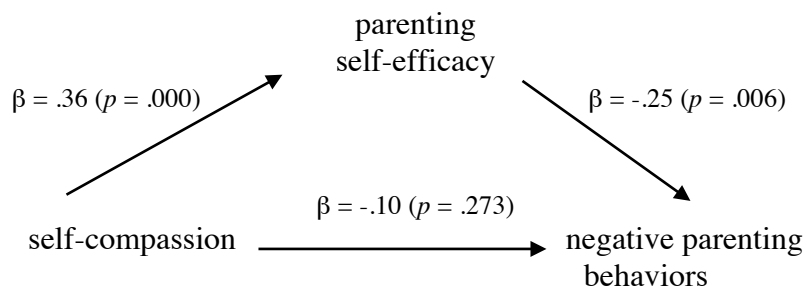 parenting
self-efficacy
β = .36 (p = .000)
β = -.25 (p = .006)
β = -.10 (p = .273)
self-compassion
negative parenting
behaviors